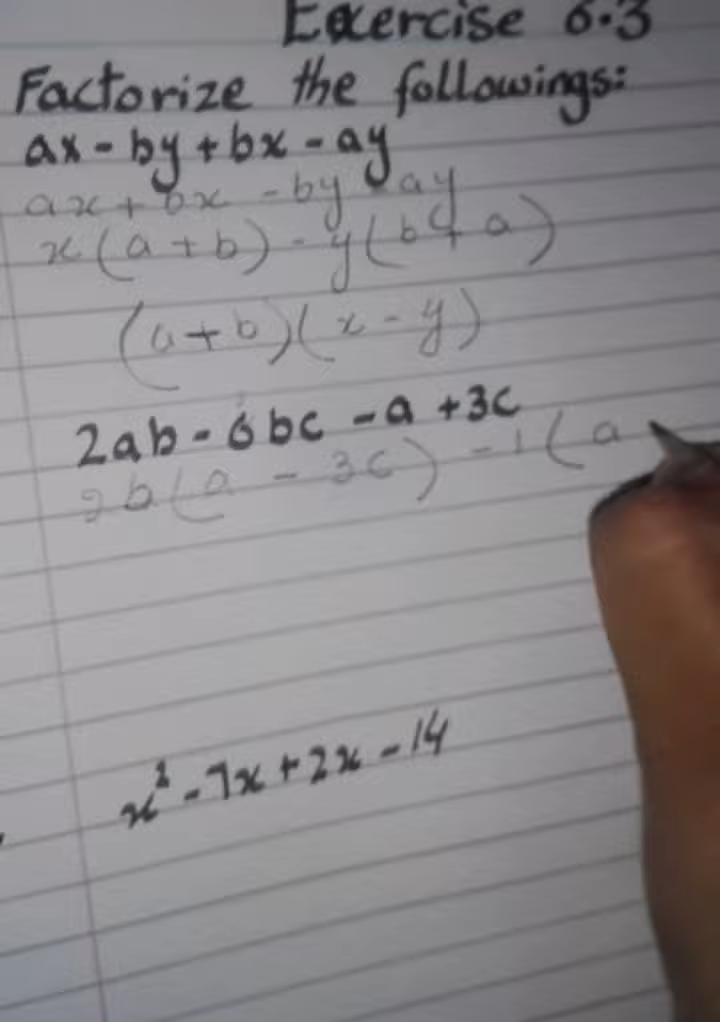 Exercise 6.3
Factorize the followings:
ax - by + bx - ay
ax + bx - by - ay
x(a + b) - y(b + a)
(a + b)(x - y)
2ab - 6bc - a + 3c
2b(a - 3c) - 1(a
x² - 7x + 2x - 14